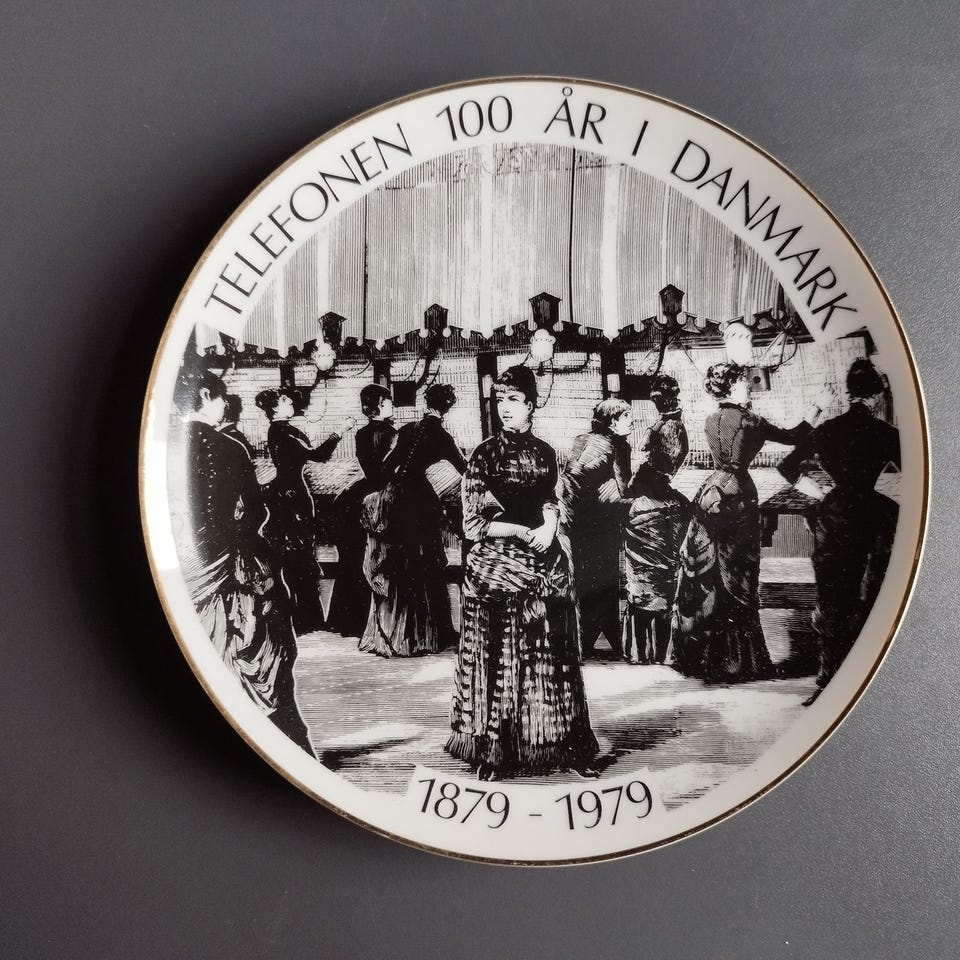 TELEFONEN 100 ÅR I DANMARK
1879 - 1979